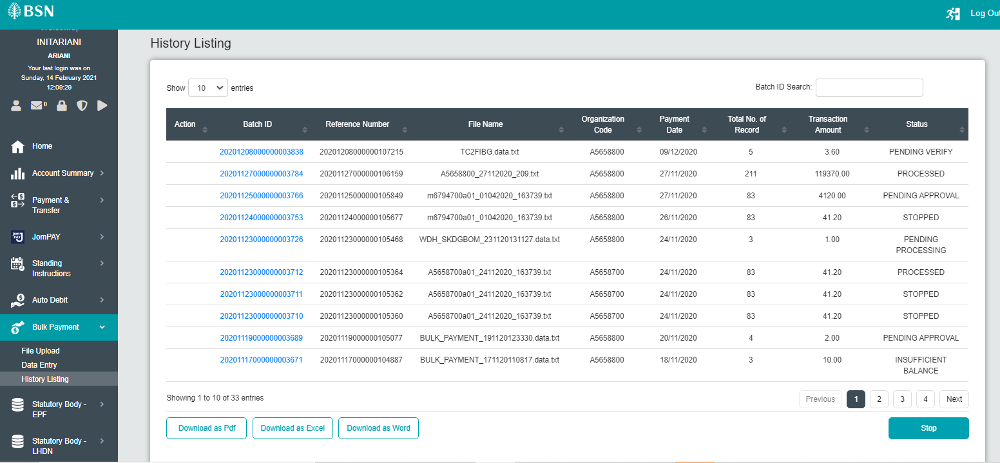 BSN
Log Out
Welcome,
INITARIANI
ARIANI
Your last login was on
Sunday, 14 February 2021
12:09:29
0
Home
Account Summary
Payment &
Transfer
JomPAY
Standing
Instructions
Auto Debit
Bulk Payment
File Upload
Data Entry
History Listing
Statutory Body -
EPF
Statutory Body -
LHDN
History Listing
Show 10 entries
Batch ID Search:
Action Batch ID Reference Number File Name Organization Code Payment Date Total No. of Record Transaction Amount Status
20201208000000003838 20201208000000107215 TC2FIBG.data.txt A5658800 09/12/2020 5 3.60 PENDING VERIFY
20201127000000003784 20201127000000106159 A5658800_27112020_209.txt A5658800 27/11/2020 211 119370.00 PROCESSED
20201125000000003766 20201125000000105849 m6794700a01_01042020_163739.txt A5658800 27/11/2020 83 4120.00 PENDING APPROVAL
20201124000000003753 20201124000000105677 m6794700a01_01042020_163739.txt A5658800 26/11/2020 83 41.20 STOPPED
20201123000000003726 20201123000000105468 WDH_SKDGBOM_231120131127.data.txt A5658800 24/11/2020 3 1.00 PENDING PROCESSING
20201123000000003712 20201123000000105364 A5658700a01_24112020_163739.txt A5658800 24/11/2020 83 41.20 PROCESSED
20201123000000003711 20201123000000105362 A5658700a01_24112020_163739.txt A5658700 24/11/2020 83 41.20 STOPPED
20201123000000003710 20201123000000105360 A5658700a01_24112020_163739.txt A5658700 24/11/2020 83 41.20 STOPPED
20201119000000003689 20201119000000105077 BULK_PAYMENT_191120123330.data.txt A5658800 20/11/2020 4 2.00 PENDING APPROVAL
20201117000000003671 20201117000000104887 BULK_PAYMENT_171120110817.data.txt A5658800 18/11/2020 3 10.00 INSUFFICIENT BALANCE
Showing 1 to 10 of 33 entries
Previous 1 2 3 4 Next
Download as Pdf Download as Excel Download as Word Stop